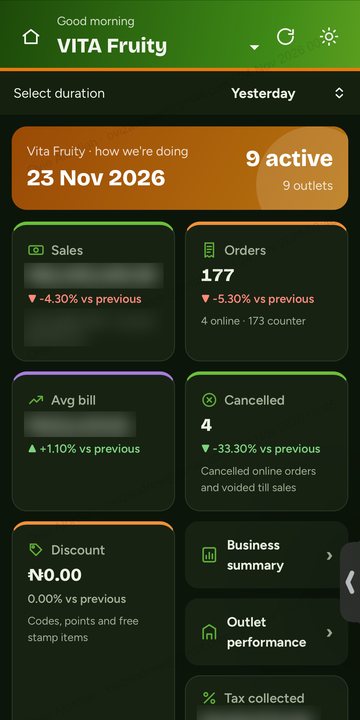 Good morning
VITA Fruity
Select duration
Yesterday
Vita Fruity · how we're doing
23 Nov 2026
9 active
9 outlets
Sales
▼ -4.30% vs previous
Orders
177
▼ -5.30% vs previous
4 online · 173 counter
Avg bill
▲ +1.10% vs previous
Cancelled
4
▼ -33.30% vs previous
Cancelled online orders
and voided till sales
Discount
₦0.00
0.00% vs previous
Codes, points and free
stamp items
Business
summary
Outlet
performance
Tax collected